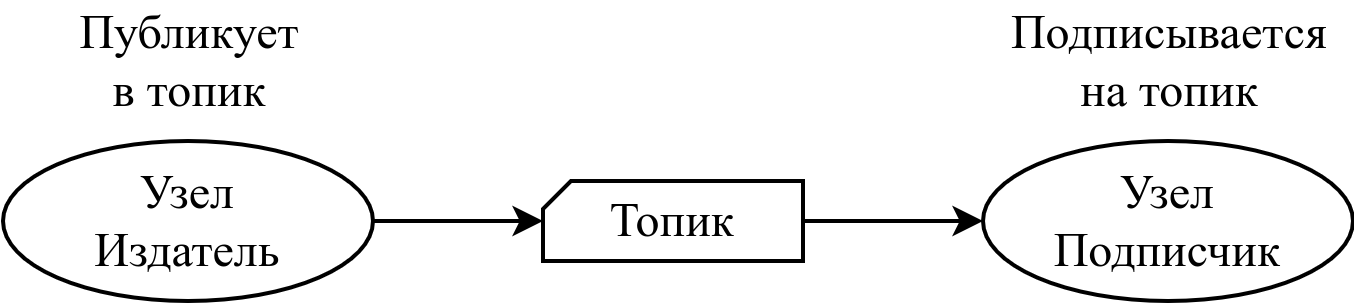 Публикует
в топик
Подписывается
на топик
Узел
Издатель
Топик
Узел
Подписчик